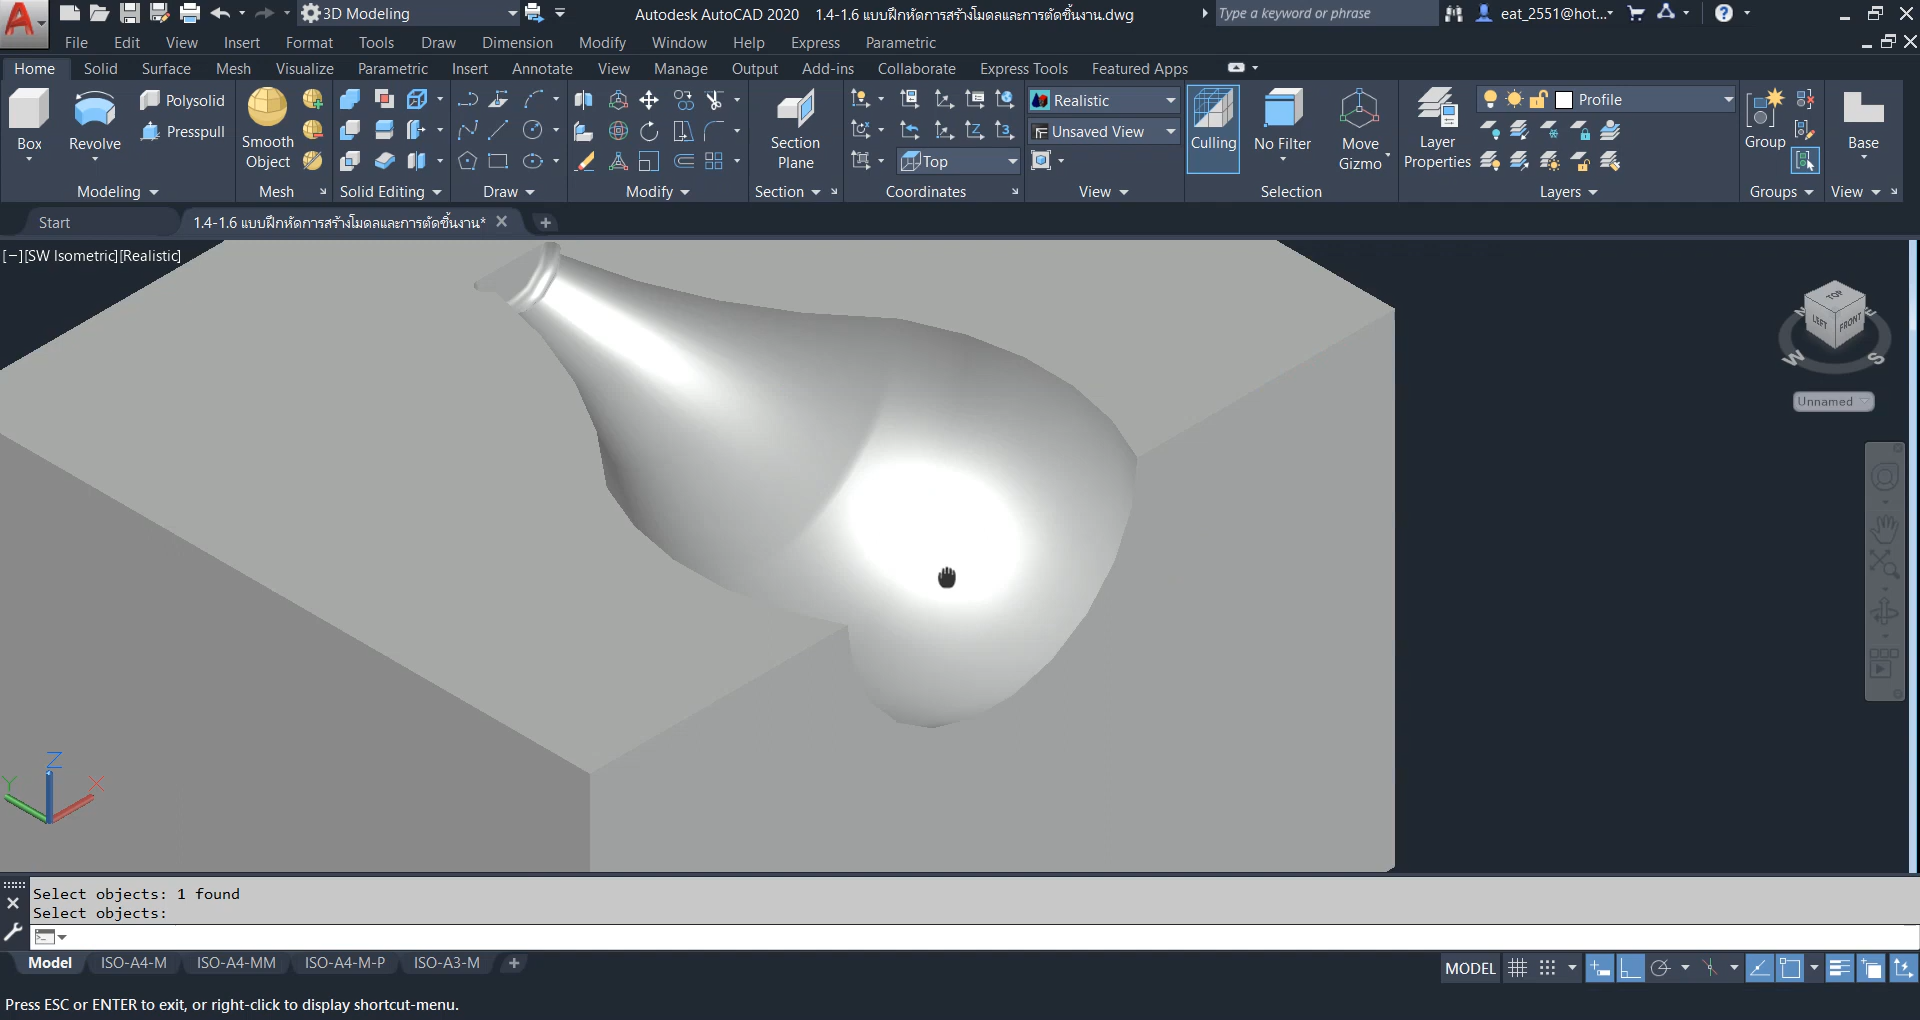 3D Modeling
Autodesk AutoCAD 2020 1.4-1.6 แบบฝึกหัดการสร้างโมดลและการตัดชิ้นงาน.dwg
Type a keyword or phrase
eat_2551@hot...
File Edit View Insert Format Tools Draw Dimension Modify Window Help Express Parametric
Home Solid Surface Mesh Visualize Parametric Insert Annotate View Manage Output Add-ins Collaborate Express Tools Featured Apps
Box
Revolve
Polysolid
Presspull
Smooth
Object
Section
Plane
Realistic
Unsaved View
Top
Culling
No Filter
Move
Gizmo
Layer
Properties
Profile
Group
Base
Modeling Mesh Solid Editing Draw Modify Section Coordinates View Selection Layers Groups View
Start
1.4-1.6 แบบฝึกหัดการสร้างโมดลและการตัดชิ้นงาน*
[−][SW Isometric][Realistic]
TOP
LEFT
FRONT
W
S
Unnamed
Z
Y
X
Select objects: 1 found
Select objects:
Model ISO-A4-M ISO-A4-MM ISO-A4-M-P ISO-A3-M
MODEL
Press ESC or ENTER to exit, or right-click to display shortcut-menu.